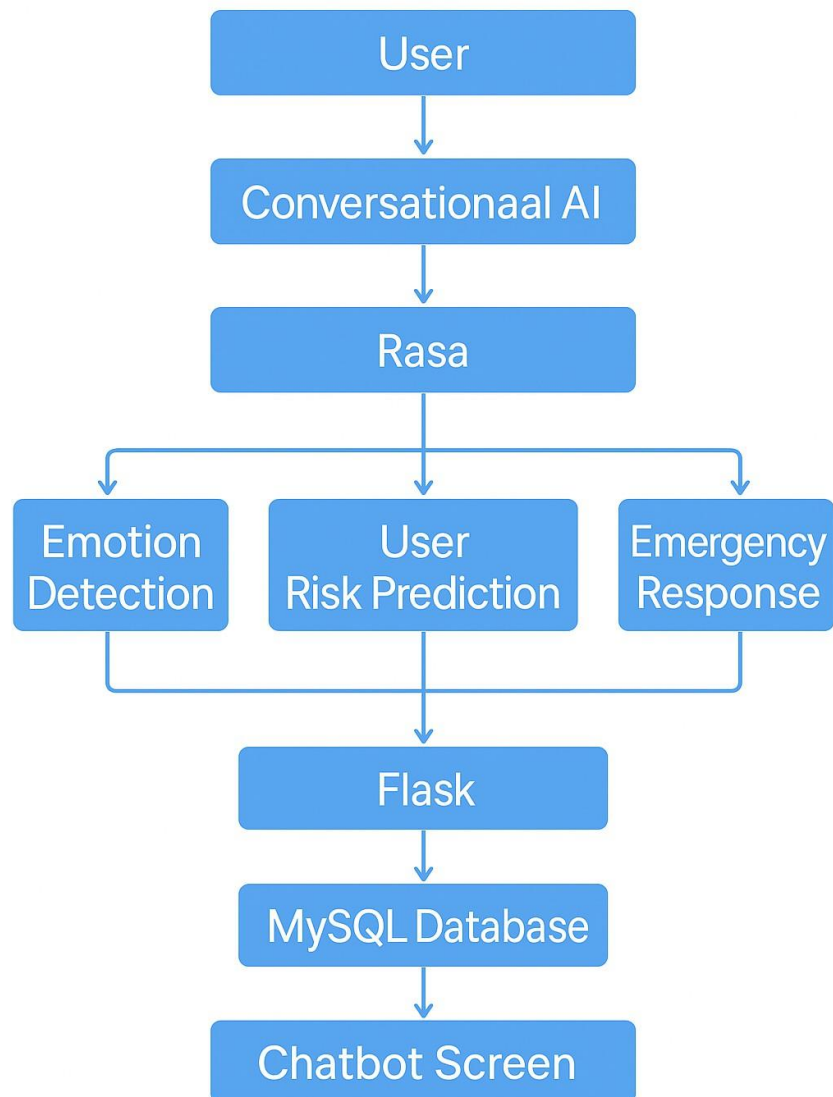 User
Conversationaal AI
Rasa
Emotion
Detection
User
Risk Prediction
Emergency
Response
Flask
MySQL Database
Chatbot Screen